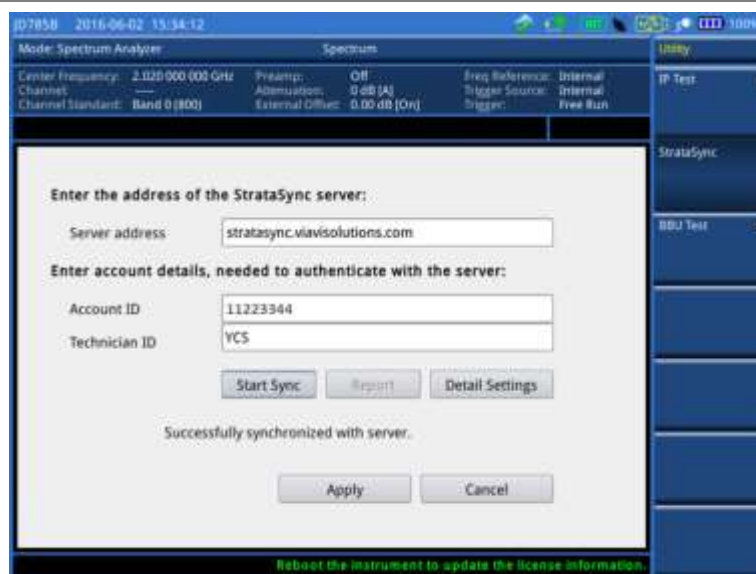 JD785B 2016-06-02 15:34:12
100%
Mode: Spectrum Analyzer Spectrum
Utility
Center Frequency: 2.020 000 000 GHz Preamp: Off Freq Reference: Internal
Channel: ---- Attenuation: 0 dB [A] Trigger Source: Internal
Channel Standard: Band 0 [800] External Offset: 0.00 dB [On] Trigger: Free Run
IP Test
StrataSync
BBU Test
Enter the address of the StrataSync server:
Server address stratasync.viavisolutions.com
Enter account details, needed to authenticate with the server:
Account ID 11223344
Technician ID YCS
Start Sync Report Detail Settings
Successfully synchronized with server.
Apply Cancel
Reboot the instrument to update the license information.